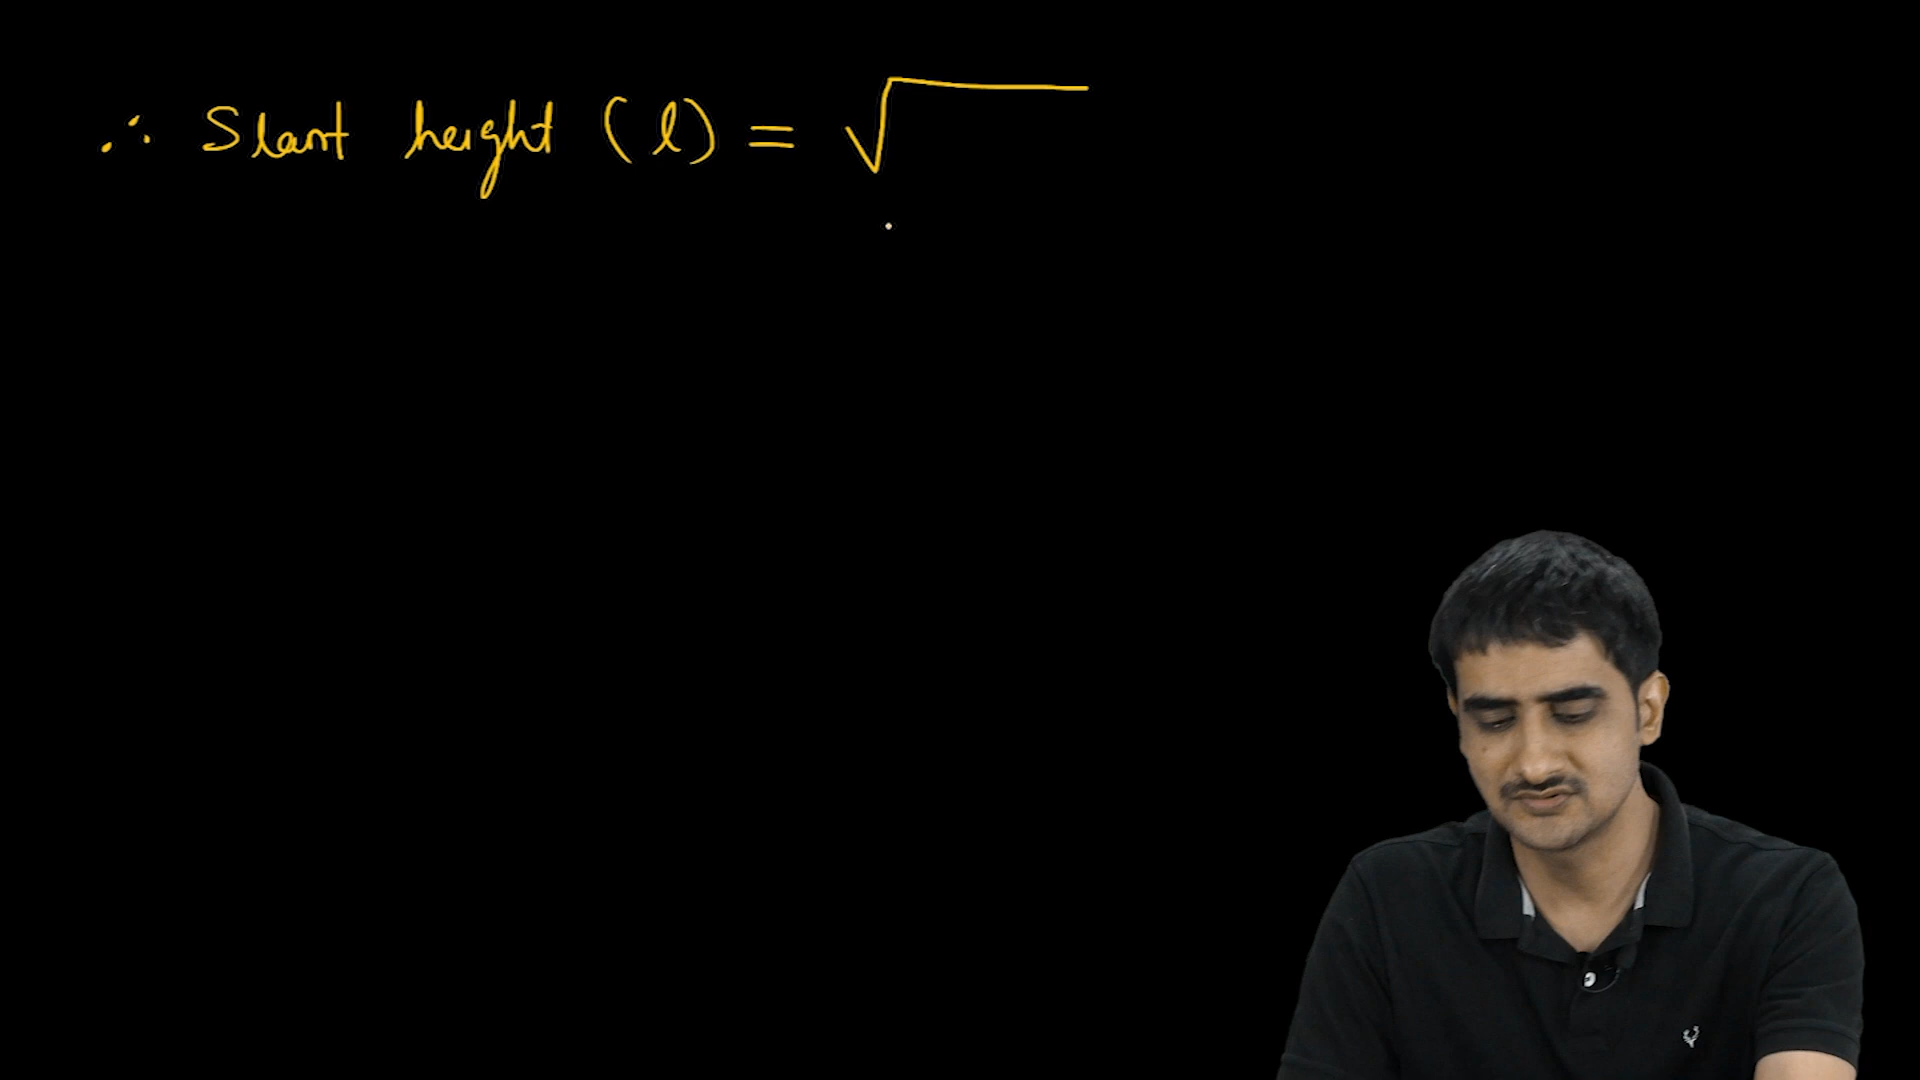 ∴ Slant height (l) = √